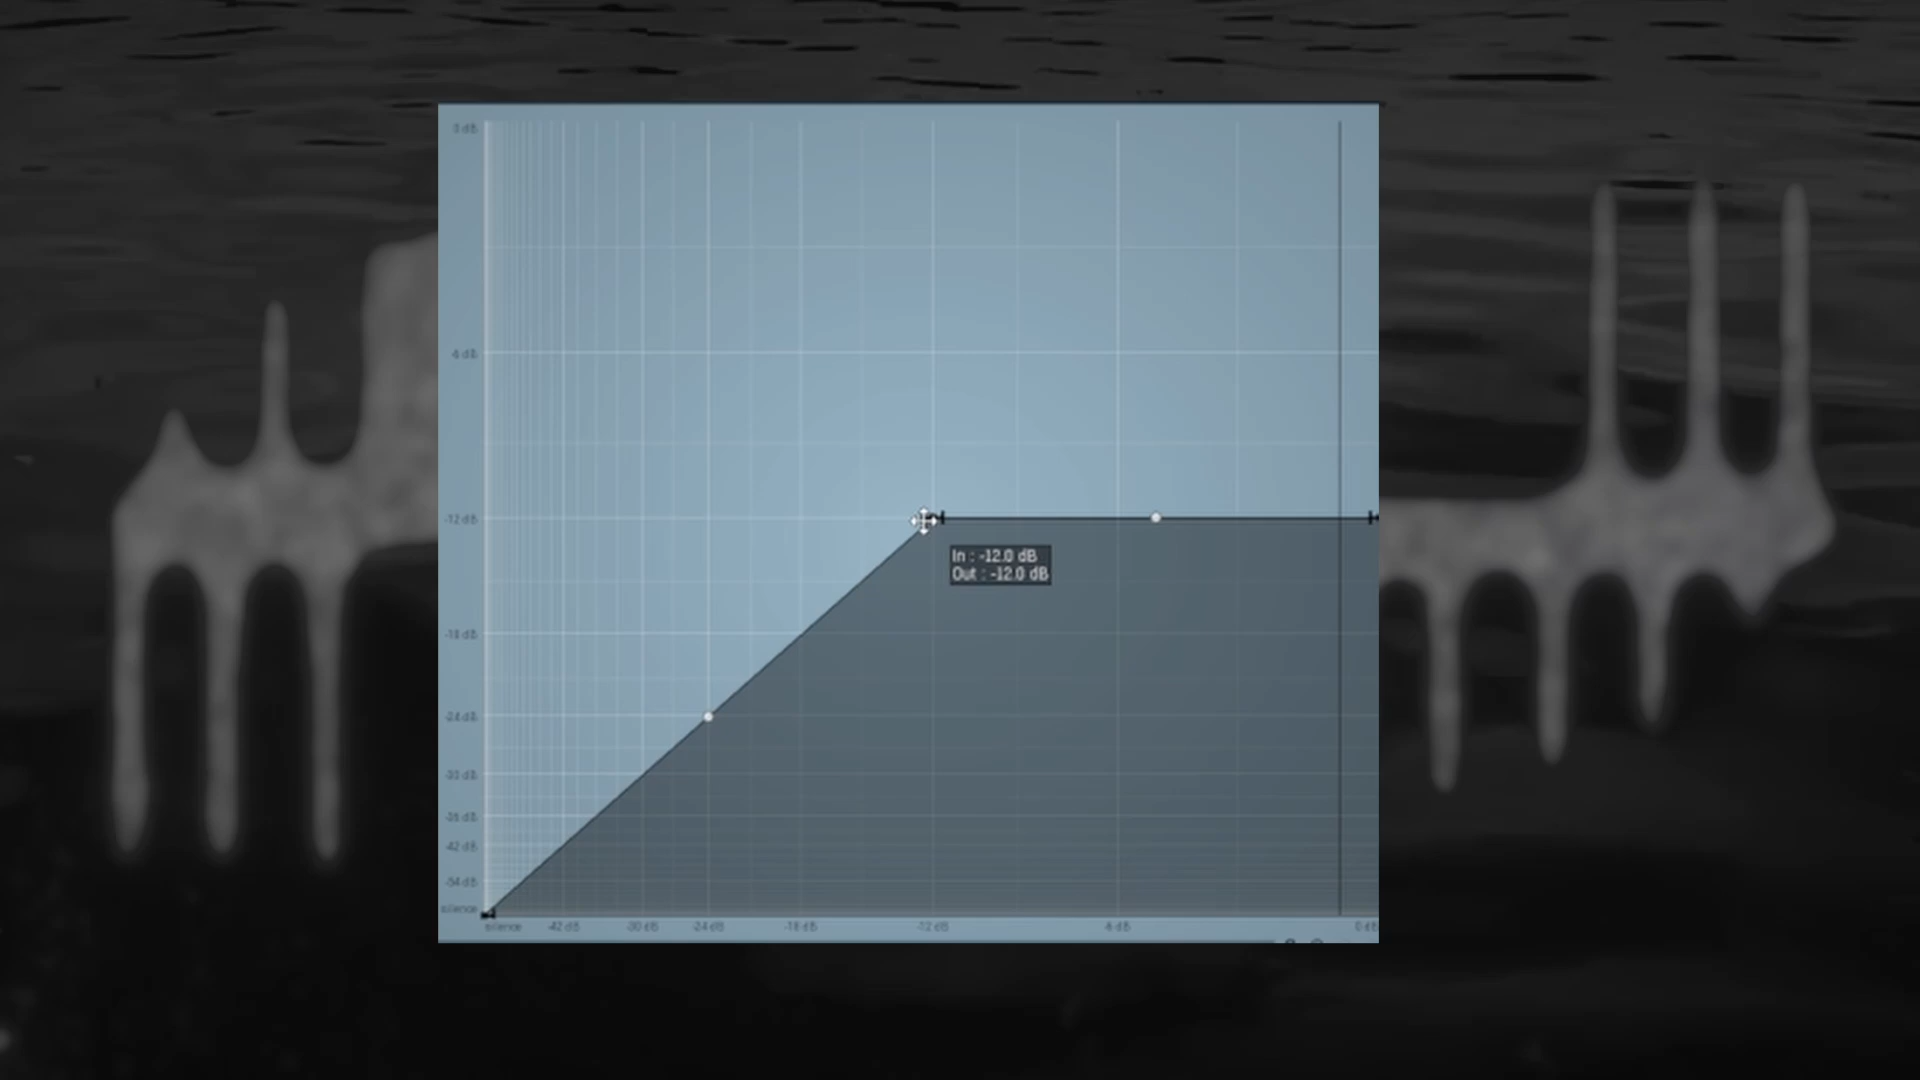 0 dB
-6 dB
-12 dB
In : -12.0 dB
Out : -12.0 dB
-18 dB
-24 dB
-30 dB
-36 dB
-42 dB
-54 dB
silence
silence -42 dB -30 dB -24 dB -18 dB -12 dB -6 dB 0 dB